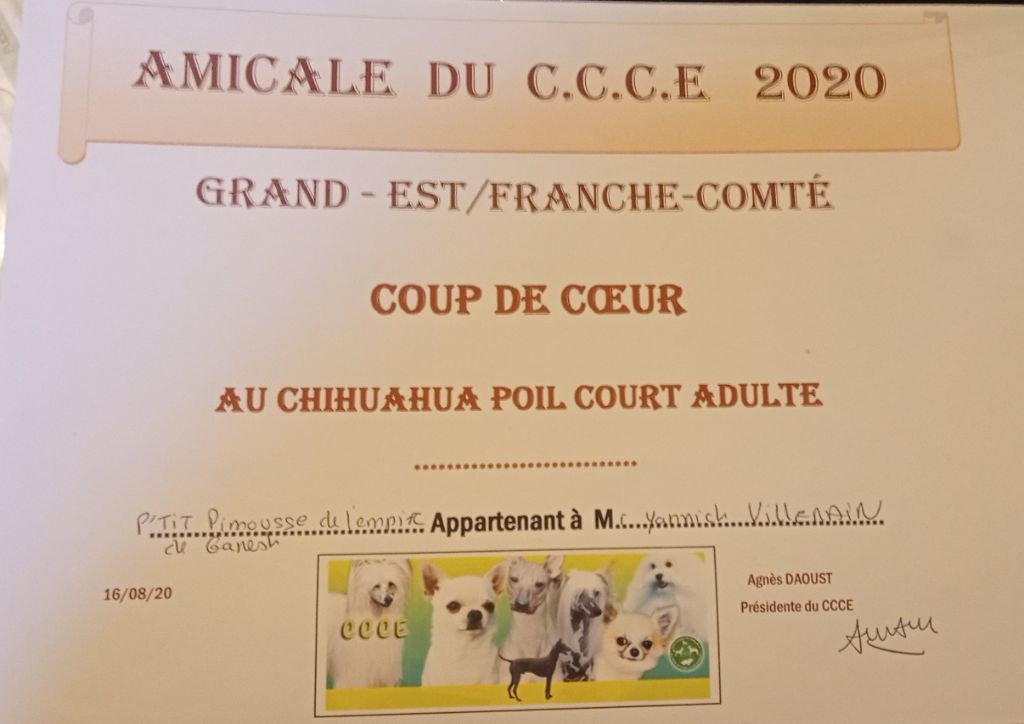 AMICALE DU C.C.C.E 2020
GRAND - EST/FRANCHE-COMTÉ
COUP DE CŒUR
AU CHIHUAHUA POIL COURT ADULTE
P'TIT Pimousse de l'empire Appartenant à M. Yannick VILLERAIN
de Ganesh
16/08/20
Agnès DAOUST
Présidente du CCCE
CCCE